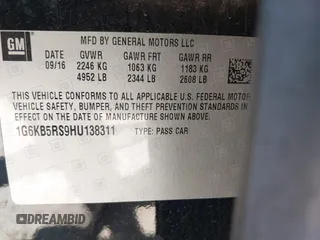 GM
MFD BY GENERAL MOTORS LLC
DATE GVWR GAWR FRT GAWR RR
09/16 2246 KG 1063 KG 1183 KG
4952 LB 2344 LB 2608 LB
THIS VEHICLE CONFORMS TO ALL APPLICABLE U.S. FEDERAL MOTOR
VEHICLE SAFETY, BUMPER, AND THEFT PREVENTION STANDARDS
IN EFFECT ON THE DATE OF MANUFACTURE SHOWN ABOVE.
1G6KB5RS9HU138311 TYPE: PASS CAR
DREAMBID